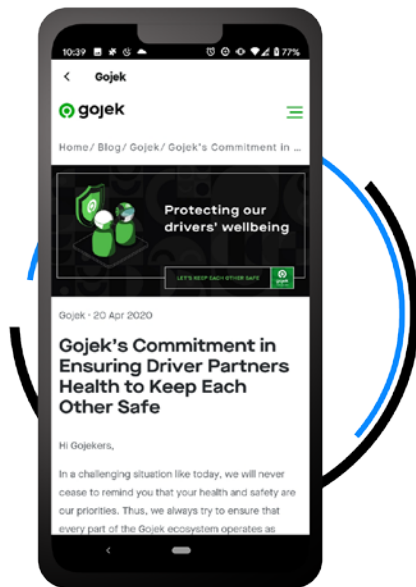 10:39
77%
Gojek
gojek
Home/ Blog/ Gojek/ Gojek's Commitment in ...
Protecting our
drivers' wellbeing
LET'S KEEP EACH OTHER SAFE
gojek
Gojek - 20 Apr 2020
Gojek's Commitment in
Ensuring Driver Partners
Health to Keep Each
Other Safe
Hi Gojekers,
In a challenging situation like today, we will never
cease to remind you that your health and safety are
our priorities. Thus, we always try to ensure that
every part of the Gojek ecosystem operates as